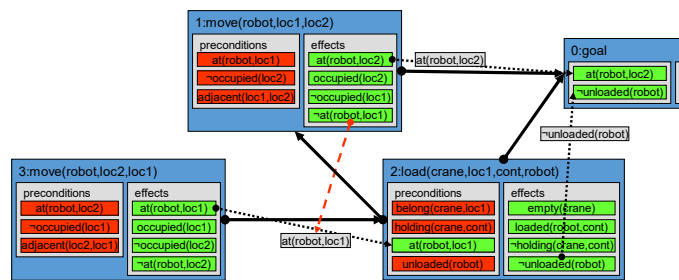 1:move(robot,loc1,loc2)
preconditions
at(robot,loc1)
¬occupied(loc2)
adjacent(loc1,loc2)
effects
at(robot,loc2)
occupied(loc2)
¬occupied(loc1)
¬at(robot,loc1)
at(robot,loc2)
0:goal
at(robot,loc2)
¬unloaded(robot)
¬unloaded(robot)
3:move(robot,loc2,loc1)
preconditions
at(robot,loc2)
¬occupied(loc1)
adjacent(loc2,loc1)
effects
at(robot,loc1)
occupied(loc1)
¬occupied(loc2)
¬at(robot,loc2)
at(robot,loc1)
2:load(crane,loc1,cont,robot)
preconditions
belong(crane,loc1)
holding(crane,cont)
at(robot,loc1)
unloaded(robot)
effects
empty(crane)
loaded(robot,cont)
¬holding(crane,cont)
¬unloaded(robot)